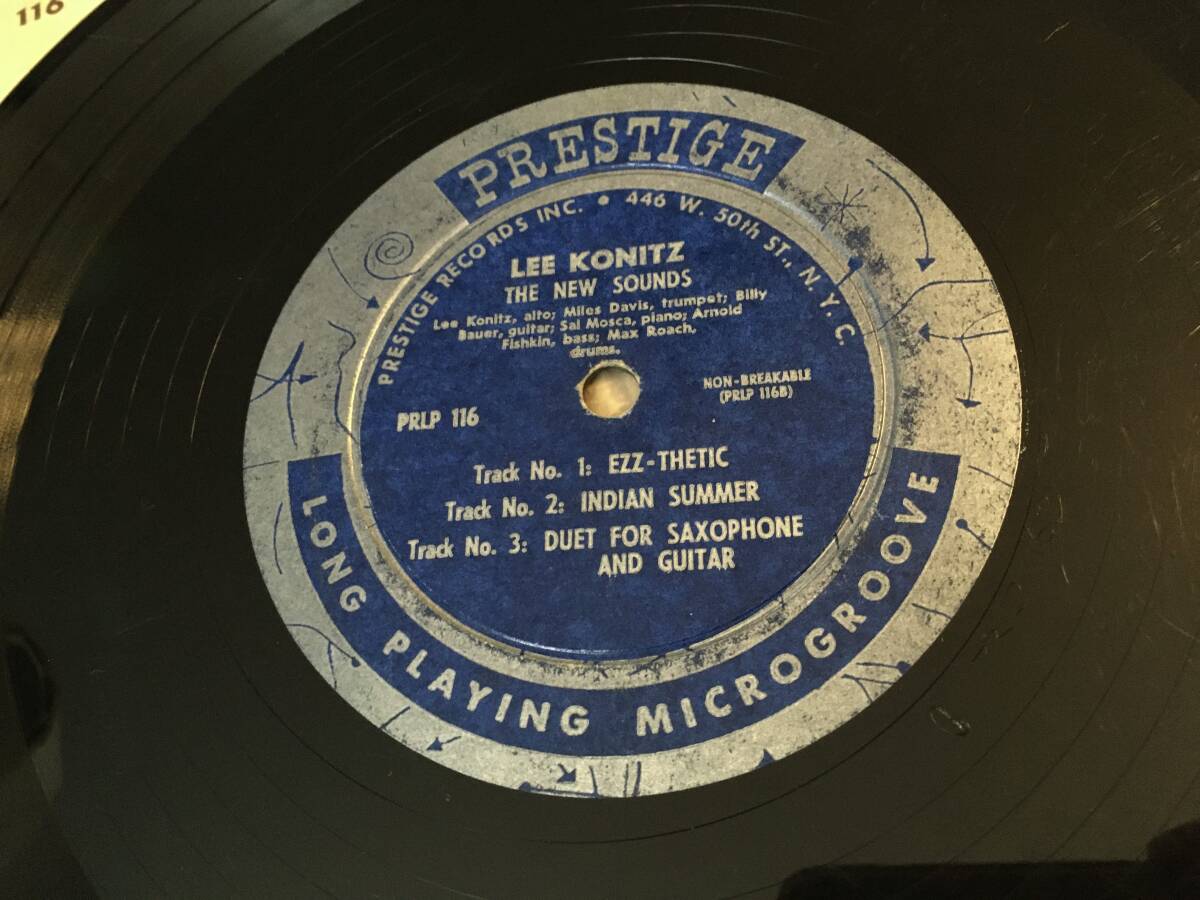 116
PRESTIGE
PRESTIGE RECORDS INC. • 446 W. 50th ST., N. Y. C.
LEE KONITZ
THE NEW SOUNDS
Lee Konitz, alto; Miles Davis, trumpet; Billy
Bauer, guitar; Sal Mosca, piano; Arnold
Fishkin, bass; Max Roach,
drums.
NON-BREAKABLE
(PRLP 116B)
PRLP 116
Track No. 1: EZZ-THETIC
Track No. 2: INDIAN SUMMER
Track No. 3: DUET FOR SAXOPHONE
AND GUITAR
LONG PLAYING MICROGROOVE